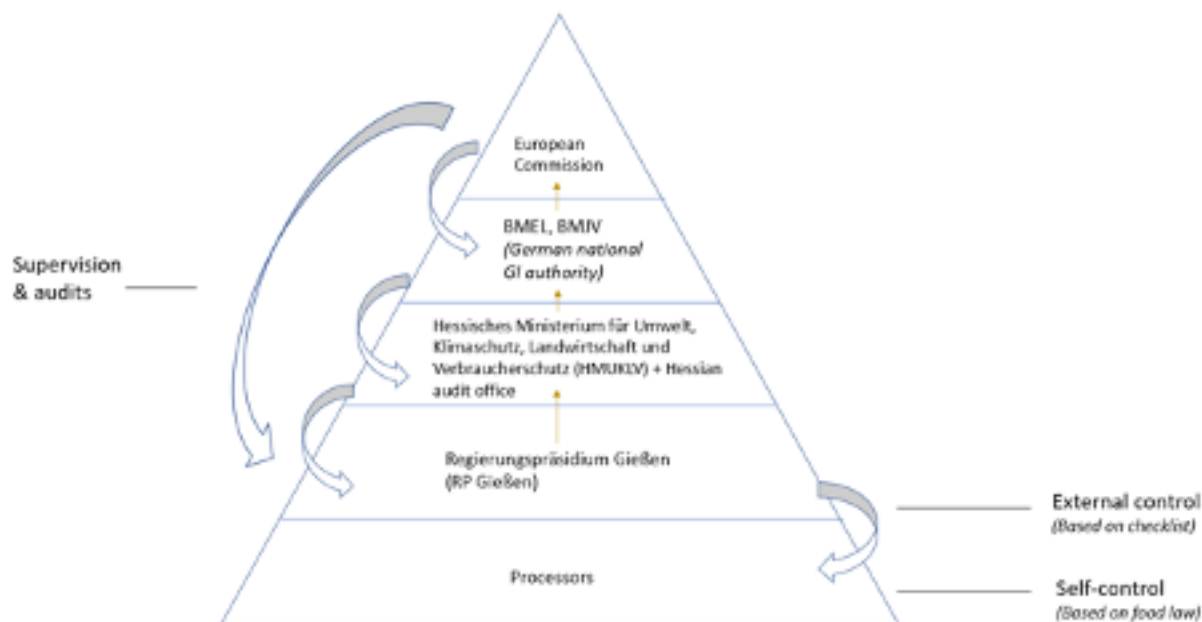 European
Commission
BMEL, BMJV
(German national
GI authority)
Supervision
& audits
Hessisches Ministerium für Umwelt,
Klimaschutz, Landwirtschaft und
Verbraucherschutz (HMUKLV) + Hessian
audit office
Regierungspräsidium Gießen
(RP Gießen)
External control
(Based on checklist)
Processors
Self-control
(Based on food law)